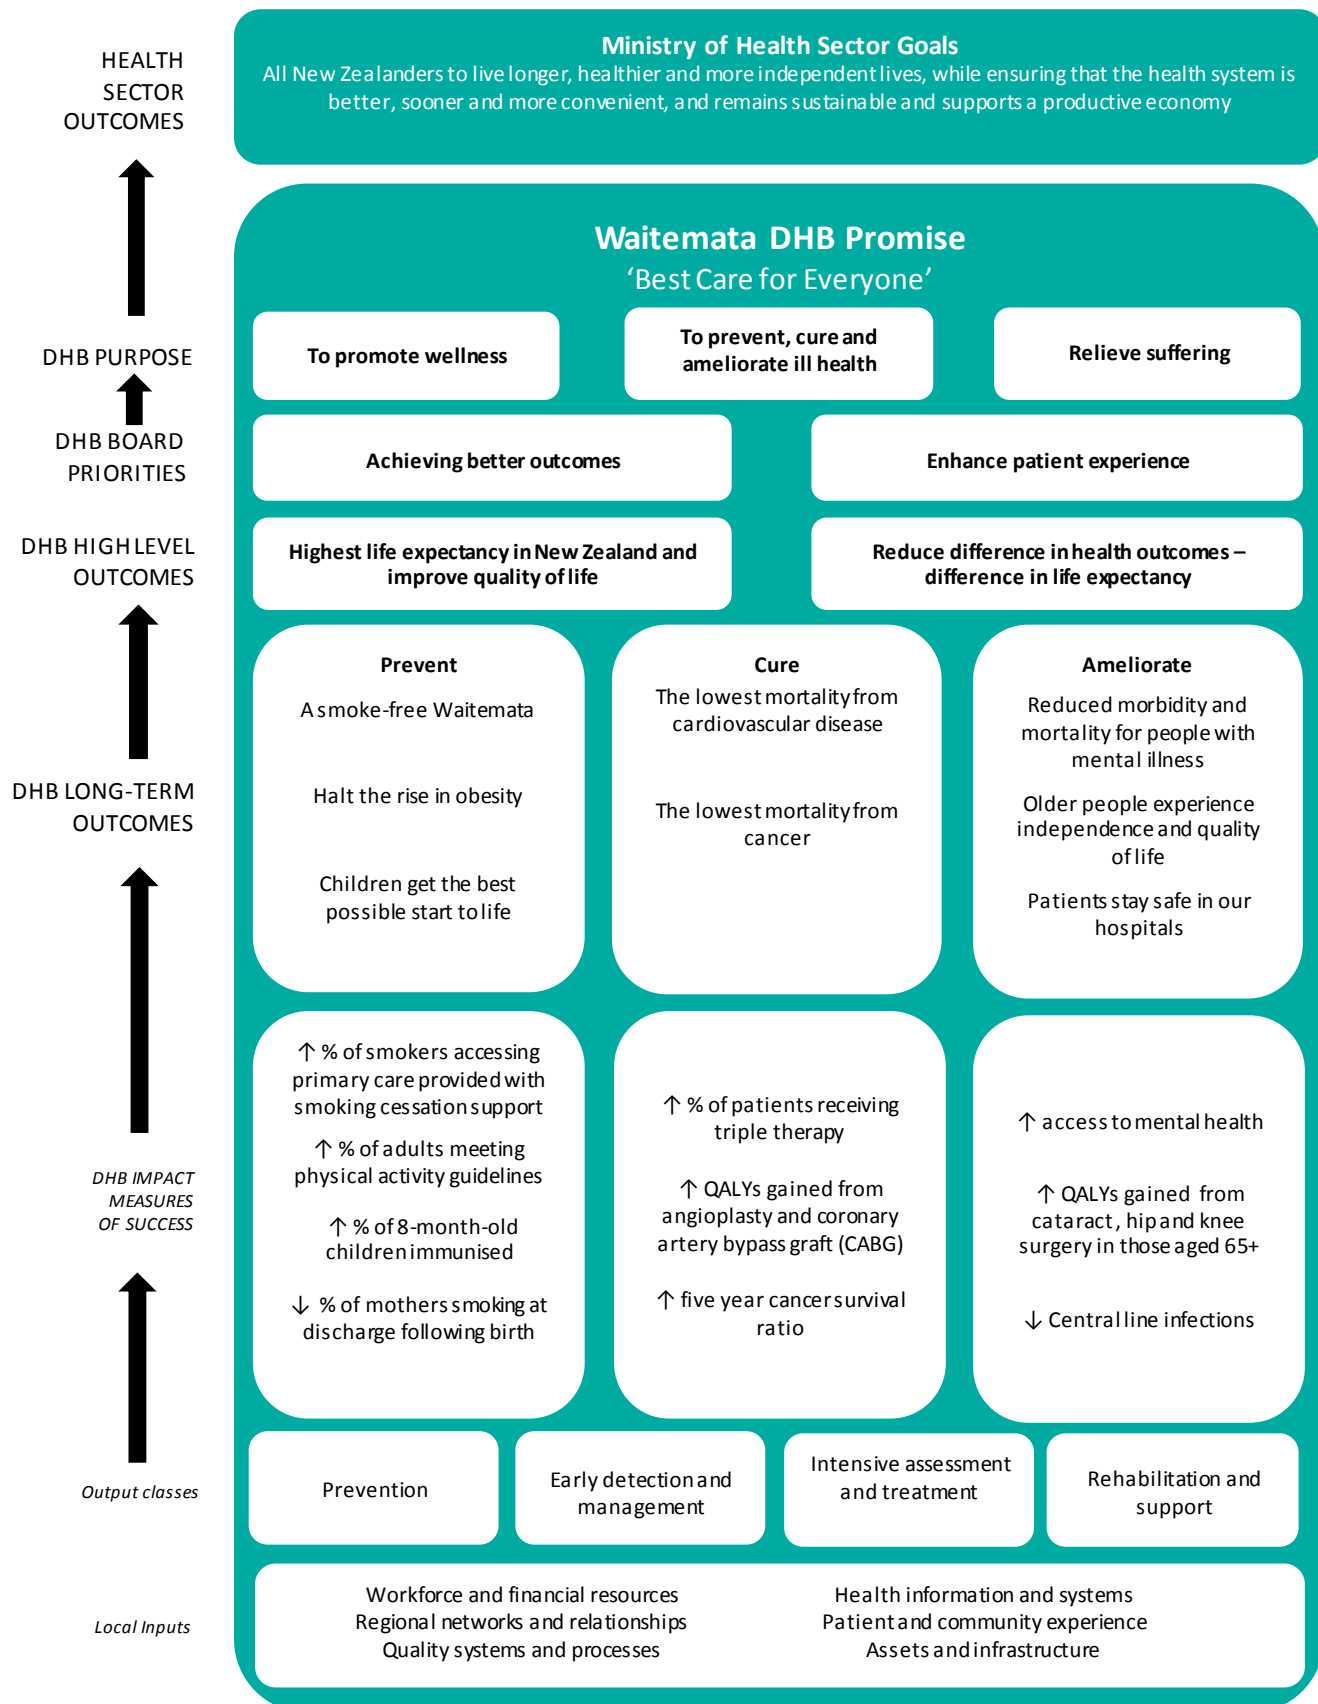 HEALTH
SECTOR
OUTCOMES
Ministry of Health Sector Goals
All New Zealanders to live longer, healthier and more independent lives, while ensuring that the health system is
better, sooner and more convenient, and remains sustainable and supports a productive economy
Waitemata DHB Promise
‘Best Care for Everyone’
DHB PURPOSE
To promote wellness
To prevent, cure and
ameliorate ill health
Relieve suffering
DHB BOARD
PRIORITIES
Achieving better outcomes
Enhance patient experience
DHB HIGH LEVEL
OUTCOMES
Highest life expectancy in New Zealand and
improve quality of life
Reduce difference in health outcomes –
difference in life expectancy
DHB LONG-TERM
OUTCOMES
Prevent
A smoke-free Waitemata
Halt the rise in obesity
Children get the best
possible start to life
Cure
The lowest mortality from
cardiovascular disease
The lowest mortality from
cancer
Ameliorate
Reduced morbidity and
mortality for people with
mental illness
Older people experience
independence and quality
of life
Patients stay safe in our
hospitals
DHB IMPACT
MEASURES
OF SUCCESS
↑ % of smokers accessing
primary care provided with
smoking cessation support
↑ % of adults meeting
physical activity guidelines
↑ % of 8-month-old
children immunised
↓ % of mothers smoking at
discharge following birth
↑ % of patients receiving
triple therapy
↑ QALYs gained from
angioplasty and coronary
artery bypass graft (CABG)
↑ five year cancer survival
ratio
↑ access to mental health
↑ QALYs gained from
cataract, hip and knee
surgery in those aged 65+
↓ Central line infections
Output classes
Prevention
Early detection and
management
Intensive assessment
and treatment
Rehabilitation and
support
Local Inputs
Workforce and financial resources
Regional networks and relationships
Quality systems and processes
Health information and systems
Patient and community experience
Assets and infrastructure